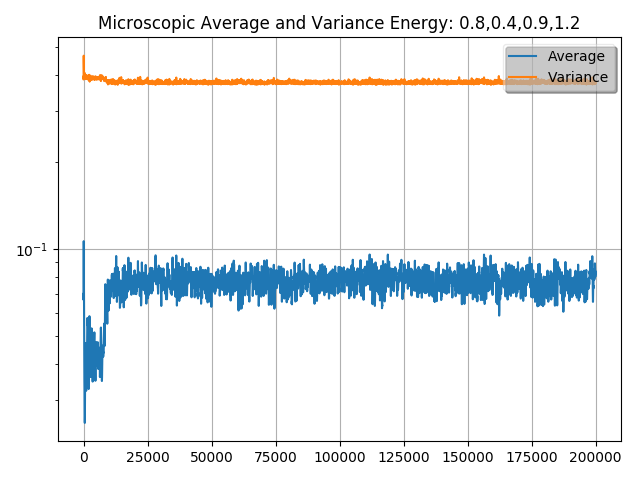 Microscopic Average and Variance Energy: 0.8,0.4,0.9,1.2
Average
Variance
10⁻¹
0 25000 50000 75000 100000 125000 150000 175000 200000